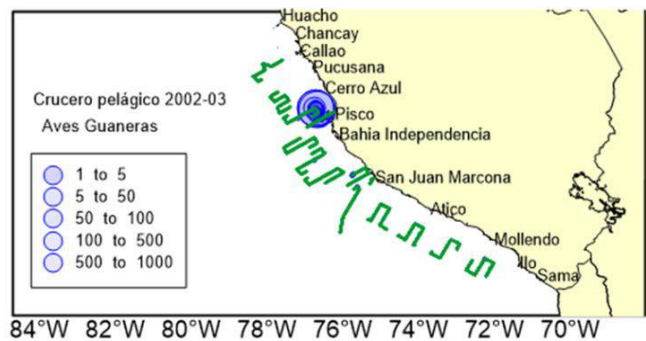 Huacho
Chancay
Callao
Pucusana
Cerro Azul
Pisco
Bahia Independencia
San Juan Marcona
Atico
Mollendo
Ilo
Sama
Crucero pelágico 2002-03
Aves Guaneras
1 to 5
5 to 50
50 to 100
100 to 500
500 to 1000
84°W 82°W 80°W 78°W 76°W 74°W 72°W 70°W